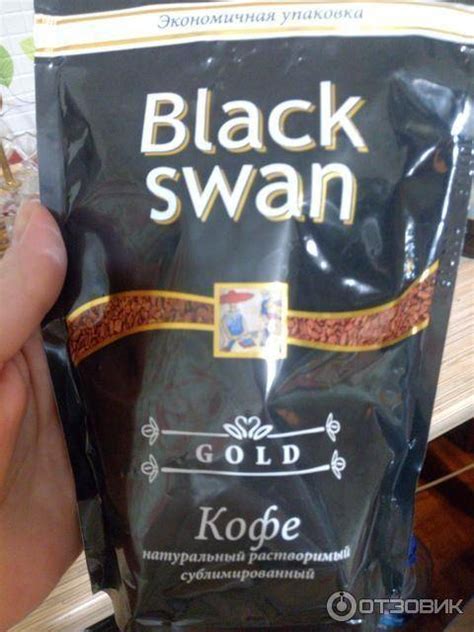 Экономичная упаковка
Black
swan
GOLD
Кофе
натуральный растворимый
сублимированный
ОТЗОВИК